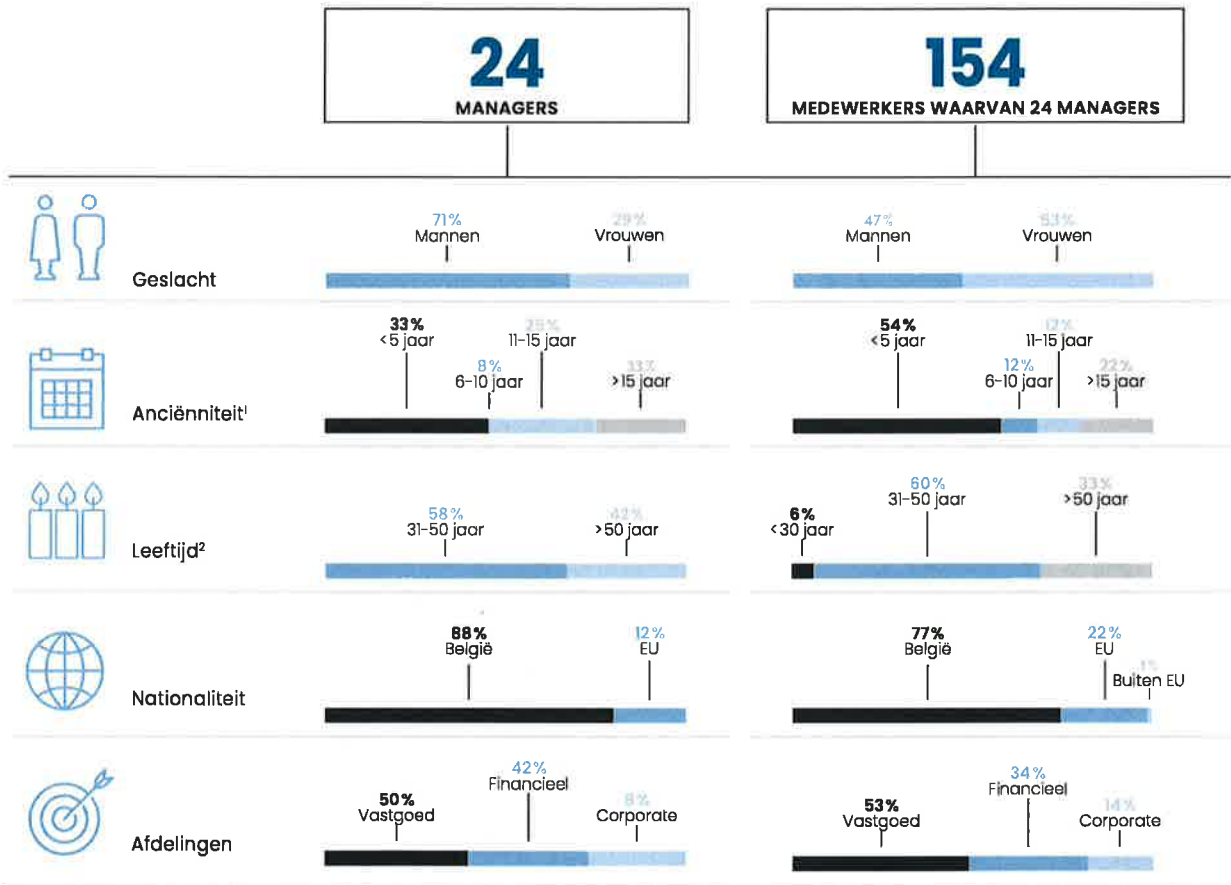 24
MANAGERS
154
MEDEWERKERS WAARVAN 24 MANAGERS
Geslacht
71%
Mannen
29%
Vrouwen
47%
Mannen
53%
Vrouwen
Anciënniteit¹
33%
<5 jaar
8%
6-10 jaar
25%
11-15 jaar
33%
>15 jaar
54%
<5 jaar
12%
6-10 jaar
12%
11-15 jaar
22%
>15 jaar
Leeftijd²
58%
31-50 jaar
42%
>50 jaar
6%
<30 jaar
60%
31-50 jaar
33%
>50 jaar
Nationaliteit
88%
België
12%
EU
77%
België
22%
EU
1%
Buiten EU
Afdelingen
50%
Vastgoed
42%
Financieel
8%
Corporate
53%
Vastgoed
34%
Financieel
14%
Corporate